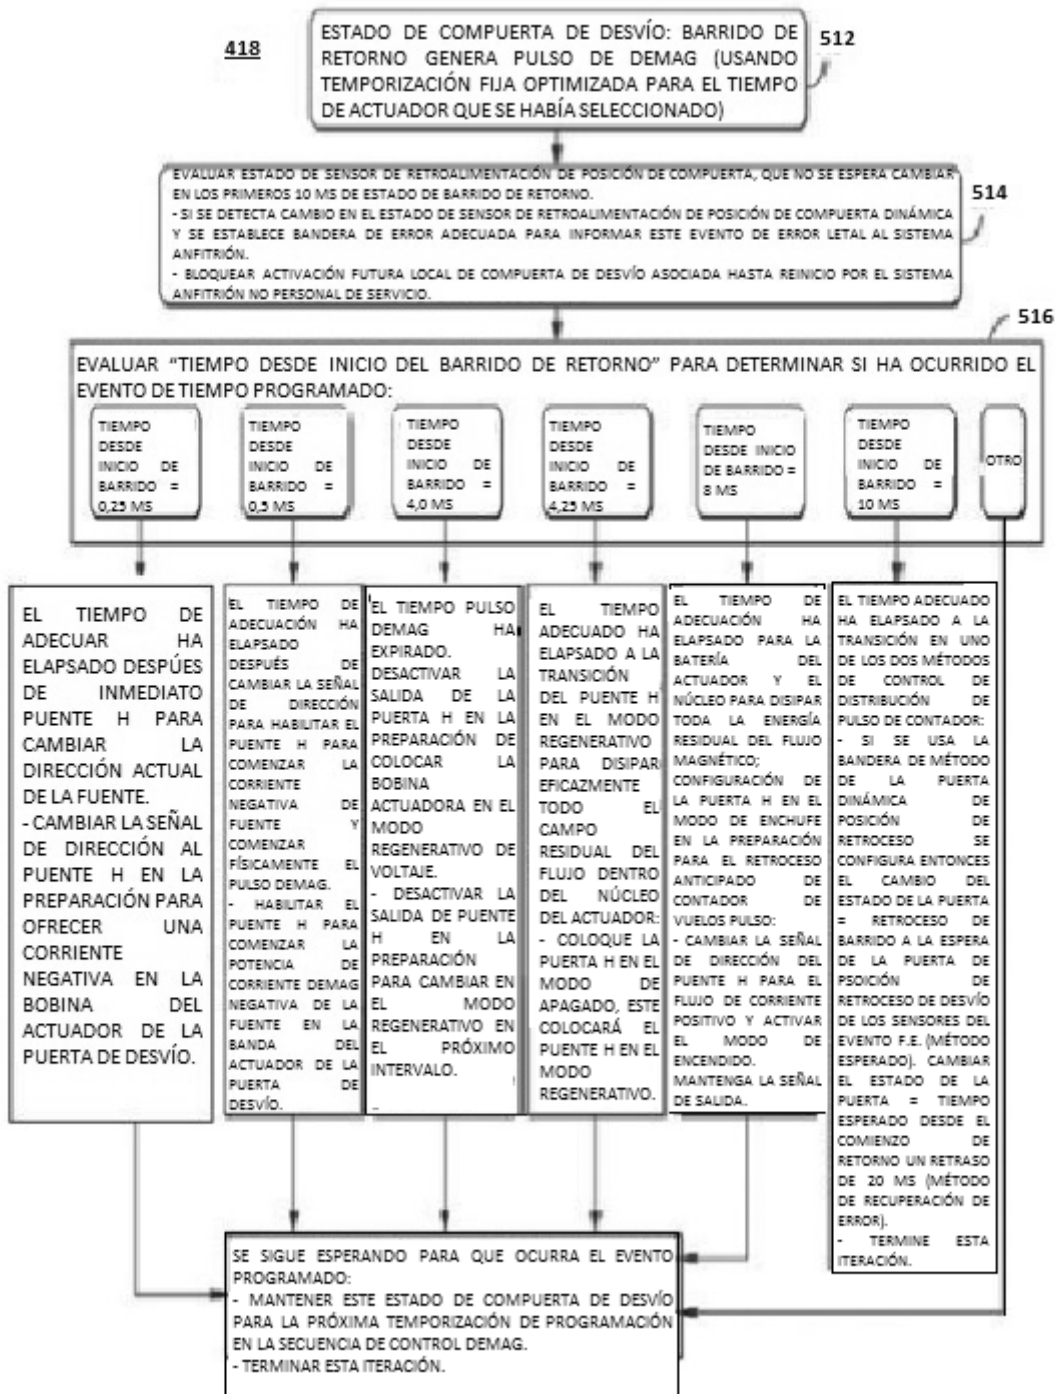 418
ESTADO DE COMPUERTA DE DESVÍO: BARRIDO DE
RETORNO GENERA PULSO DE DEMAG (USANDO
TEMPORIZACIÓN FIJA OPTIMIZADA PARA EL TIEMPO
DE ACTUADOR QUE SE HABÍA SELECCIONADO)
512
EVALUAR ESTADO DE SENSOR DE RETROALIMENTACIÓN DE POSICIÓN DE COMPUERTA, QUE NO SE ESPERA CAMBIAR
EN LOS PRIMEROS 10 MS DE ESTADO DE BARRIDO DE RETORNO.
- SI SE DETECTA CAMBIO EN EL ESTADO DE SENSOR DE RETROALIMENTACIÓN DE POSICIÓN DE COMPUERTA DINÁMICA
Y SE ESTABLECE BANDERA DE ERROR ADECUADA PARA INFORMAR ESTE EVENTO DE ERROR LETAL AL SISTEMA
ANFITRIÓN.
- BLOQUEAR ACTIVACIÓN FUTURA LOCAL DE COMPUERTA DE DESVÍO ASOCIADA HASTA REINICIO POR EL SISTEMA
ANFITRIÓN NO PERSONAL DE SERVICIO.
514
516
EVALUAR “TIEMPO DESDE INICIO DEL BARRIDO DE RETORNO” PARA DETERMINAR SI HA OCURRIDO EL
EVENTO DE TIEMPO PROGRAMADO:
TIEMPO
DESDE
INICIO DE
BARRIDO =
0,25 MS
TIEMPO
DESDE
INICIO DE
BARRIDO =
0,5 MS
TIEMPO
DESDE
INICIO DE
BARRIDO =
4,0 MS
TIEMPO
DESDE
INICIO DE
BARRIDO =
4,25 MS
TIEMPO
DESDE INICIO
DE BARRIDO =
8 MS
TIEMPO
DESDE
INICIO DE
BARRIDO =
10 MS
OTRO
EL TIEMPO DE
ADECUAR HA
ELAPSADO DESPÚES
DE INMEDIATO
PUENTE H PARA
CAMBIAR LA
DIRECCIÓN ACTUAL
DE LA FUENTE.
- CAMBIAR LA SEÑAL
DE DIRECCIÓN AL
PUENTE H EN LA
PREPARACIÓN PARA
OFRECER UNA
CORRIENTE
NEGATIVA EN LA
BOBINA DEL
ACTUADOR DE LA
PUERTA DE DESVÍO.
EL TIEMPO DE
ADECUACIÓN HA
ELAPSADO
DESPUÉS DE
CAMBIAR LA SEÑAL
DE DIRECCIÓN
PARA HABILITAR EL
PUENTE H PARA
COMENZAR LA
CORRIENTE
NEGATIVA DE
FUENTE Y
COMENZAR
FÍSICAMENTE EL
PULSO DEMAG.
- HABILITAR EL
PUENTE H PARA
COMENZAR LA
POTENCIA DE
CORRIENTE DEMAG
NEGATIVA DE LA
FUENTE EN LA
BANDA DEL
ACTUADOR DE LA
PUERTA DE
DESVÍO.
EL TIEMPO PULSO
DEMAG HA
EXPIRADO.
DESACTIVAR LA
SALIDA DE LA
PUERTA H EN LA
PREPARACIÓN DE
COLOCAR LA
BOBINA
ACTUADORA EN EL
MODO
REGENERATIVO DE
VOLTAJE.
- DESACTIVAR LA
SALIDA DE PUENTE
H EN LA
PREPARACIÓN
PARA CAMBIAR EN
EL MODO
REGENERATIVO EN
EL PRÓXIMO
INTERVALO.
EL TIEMPO
ADECUADO HA
ELAPSADO A LA
TRANSICIÓN
DEL PUENTE H
EN EL MODO
REGENERATIVO
PARA DISIPAR
EFICAZMENTE
TODO EL
CAMPO
RESIDUAL DEL
FLUJO DENTRO
DEL NÚCLEO
DEL ACTUADOR:
- COLOQUE LA
PUERTA H EN EL
MODO DE
APAGADO, ESTE
COLOCARÁ EL
PUENTE H EN EL
MODO
REGENERATIVO.
EL TIEMPO DE
ADECUACIÓN HA
ELAPSADO PARA LA
BATERÍA DEL
ACTUADOR Y EL
NÚCLEO PARA DISIPAR
TODA LA ENERGÍA
RESIDUAL DEL FLUJO
MAGNÉTICO;
CONFIGURACIÓN DE
LA PUERTA H EN EL
MODO DE ENCHUFE
EN LA PREPARACIÓN
PARA EL RETROCESO
ANTICIPADO DE
CONTADOR DE
VUELOS PULSO:
- CAMBIAR LA SEÑAL
DE DIRECCIÓN DEL
PUENTE H PARA EL
FLUJO DE CORRIENTE
POSITIVO Y ACTIVAR
EL MODO DE
ENCENDIDO.
MANTENGA LA SEÑAL
DE SALIDA.
EL TIEMPO ADECUADO
HA ELAPSADO A LA
TRANSICIÓN EN UNO
DE LOS DOS MÉTODOS
DE CONTROL DE
DISTRIBUCIÓN DE
PULSO DE CONTADOR:
- SI SE USA LA
BANDERA DE MÉTODO
DE LA PUERTA
DINÁMICA DE
POSICIÓN DE
RETROCESO SE
CONFIGURA ENTONCES
EL CAMBIO DEL
ESTADO DE LA PUERTA
= RETROCESO DE
BARRIDO A LA ESPERA
DE LA PUERTA DE
PSOICIÓN DE
RETROCESO DE DESVÍO
DE LOS SENSORES DEL
EVENTO F.E. (MÉTODO
ESPERADO). CAMBIAR
EL ESTADO DE LA
PUERTA = TIEMPO
ESPERADO DESDE EL
COMIENZO DE
RETORNO UN RETRASO
DE 20 MS (MÉTODO
DE RECUPERACIÓN DE
ERROR).
- TERMINE ESTA
ITERACIÓN.
SE SIGUE ESPERANDO PARA QUE OCURRA EL EVENTO
PROGRAMADO:
- MANTENER ESTE ESTADO DE COMPUERTA DE DESVÍO
PARA LA PRÓXIMA TEMPORIZACIÓN DE PROGRAMACIÓN
EN LA SECUENCIA DE CONTROL DEMAG.
- TERMINAR ESTA ITERACIÓN.